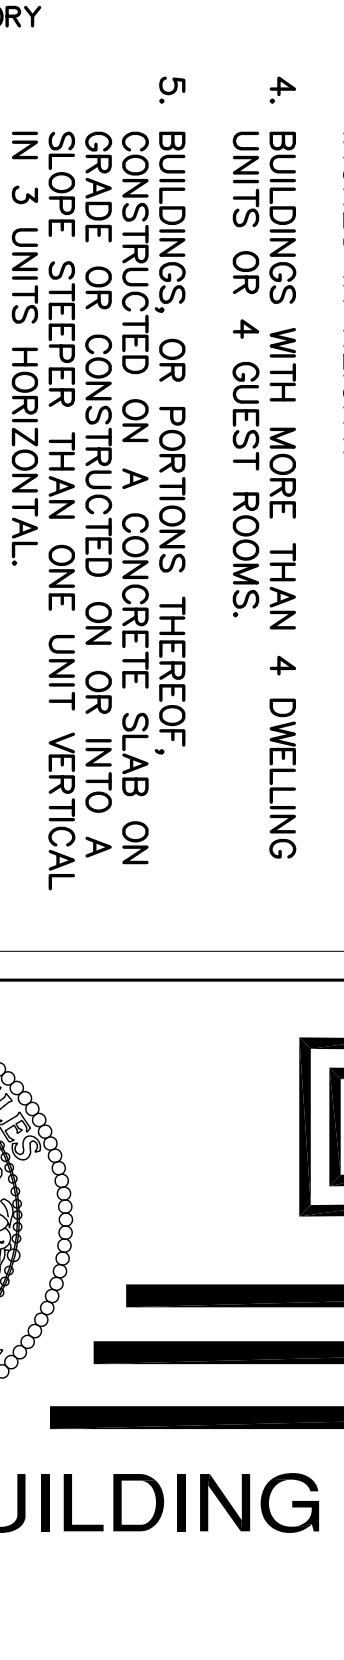 4. BUILDINGS WITH MORE THAN 4 DWELLING
UNITS OR 4 GUEST ROOMS.
5. BUILDINGS, OR PORTIONS THEREOF,
CONSTRUCTED ON A CONCRETE SLAB ON
GRADE OR CONSTRUCTED ON OR INTO A
SLOPE STEEPER THAN ONE UNIT VERTICAL
IN 3 UNITS HORIZONTAL.